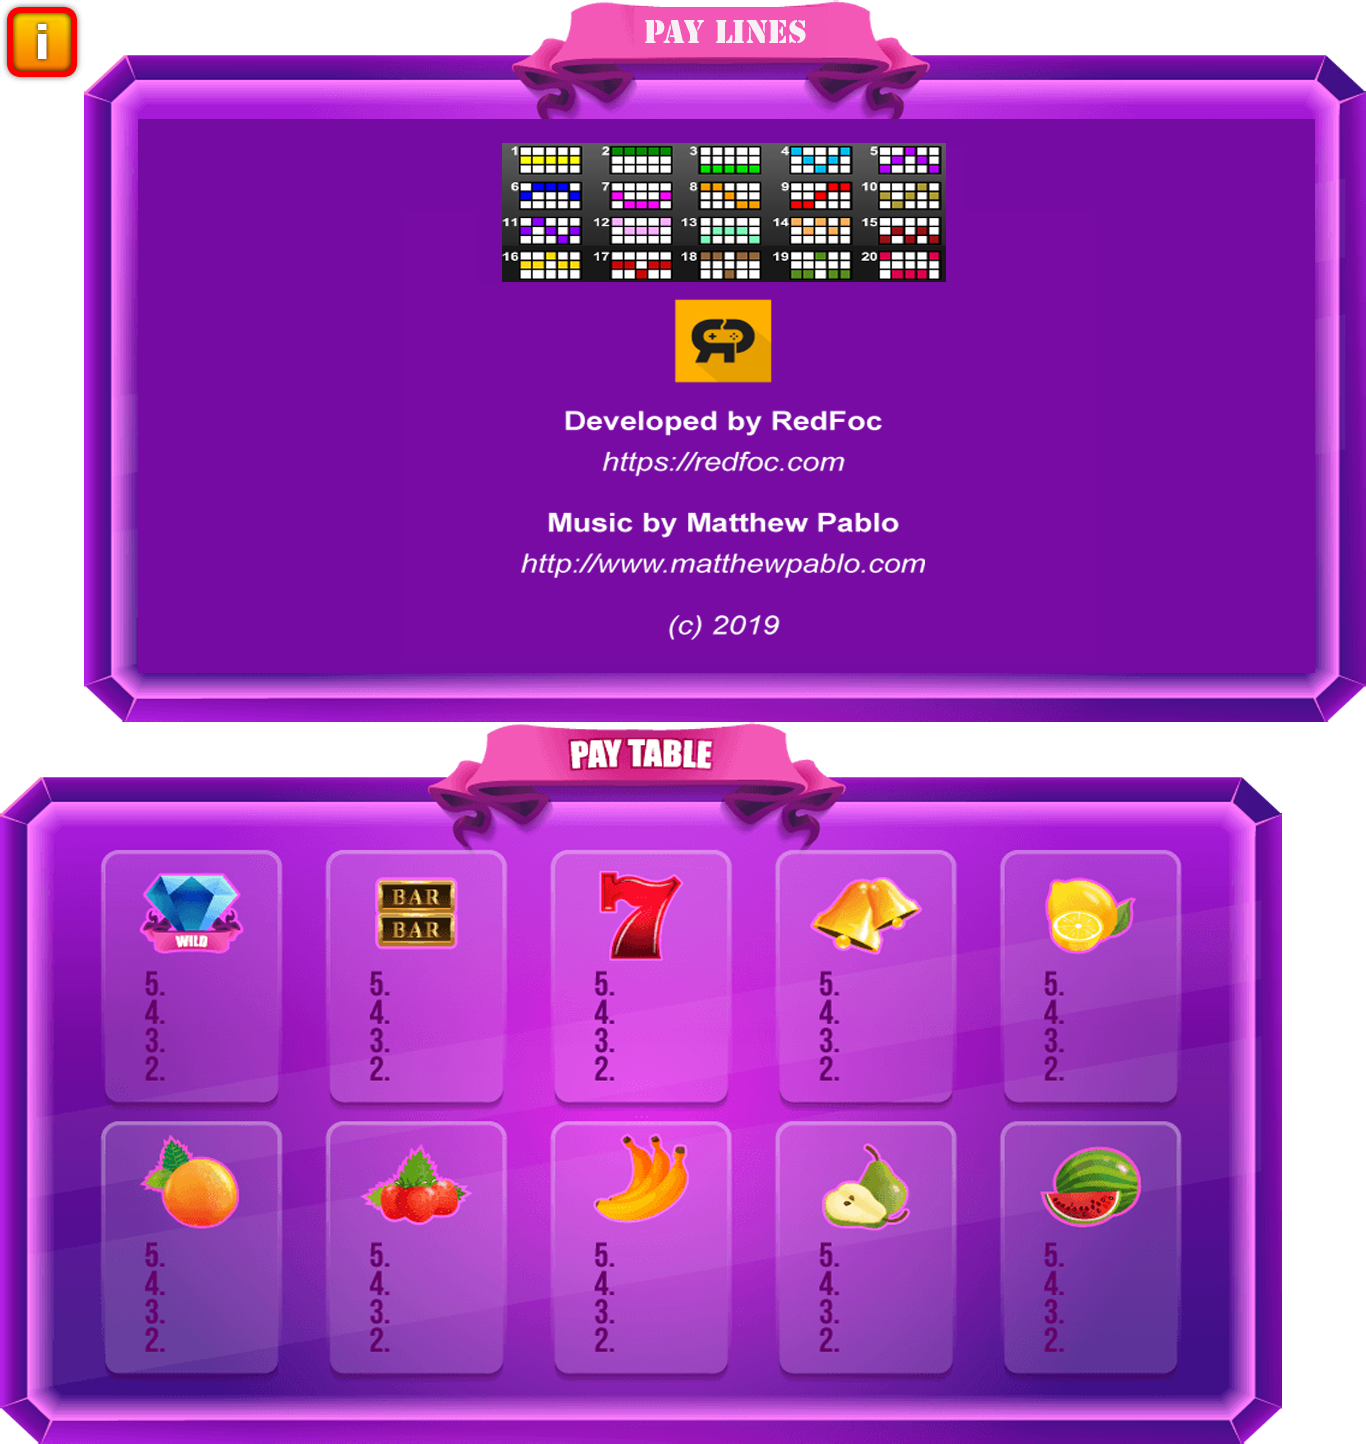 i
PAY LINES
1 2 3 4 5
6 7 8 9 10
11 12 13 14 15
16 17 18 19 20
Developed by RedFoc
https://redfoc.com
Music by Matthew Pablo
http://www.matthewpablo.com
(c) 2019
PAY TABLE
WILD
BAR
BAR
7
5. 5. 5. 5. 5.
4. 4. 4. 4. 4.
3. 3. 3. 3. 3.
2. 2. 2. 2. 2.
5. 5. 5. 5. 5.
4. 4. 4. 4. 4.
3. 3. 3. 3. 3.
2. 2. 2. 2. 2.